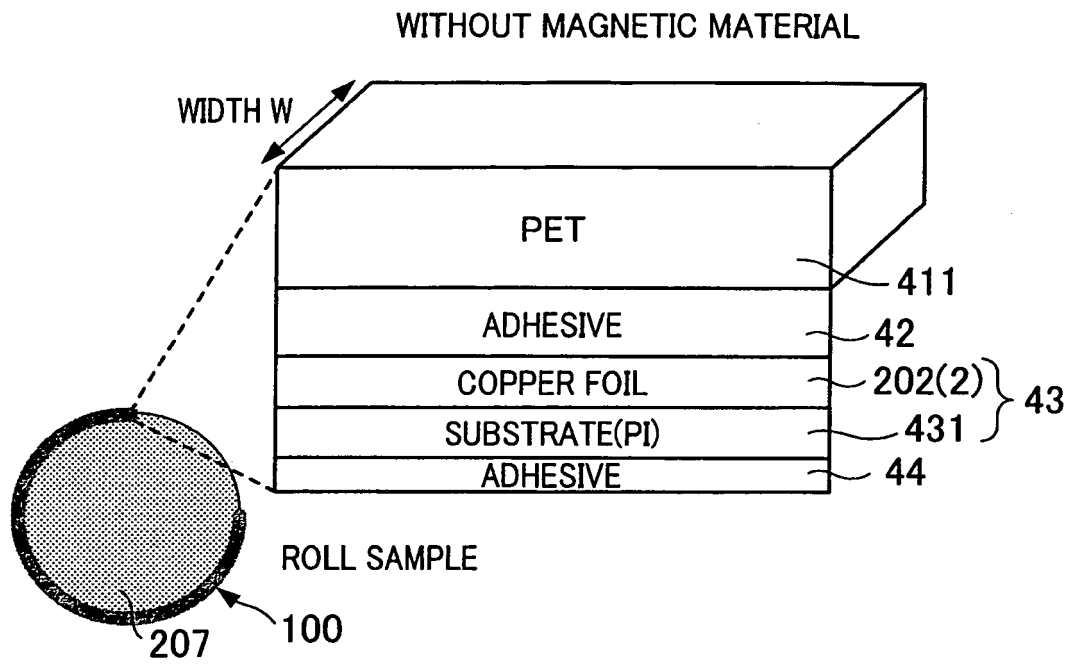 WITHOUT MAGNETIC MATERIAL
WIDTH W
PET
411
ADHESIVE
42
COPPER FOIL
202(2)
43
SUBSTRATE(PI)
431
ADHESIVE
44
ROLL SAMPLE
100
207